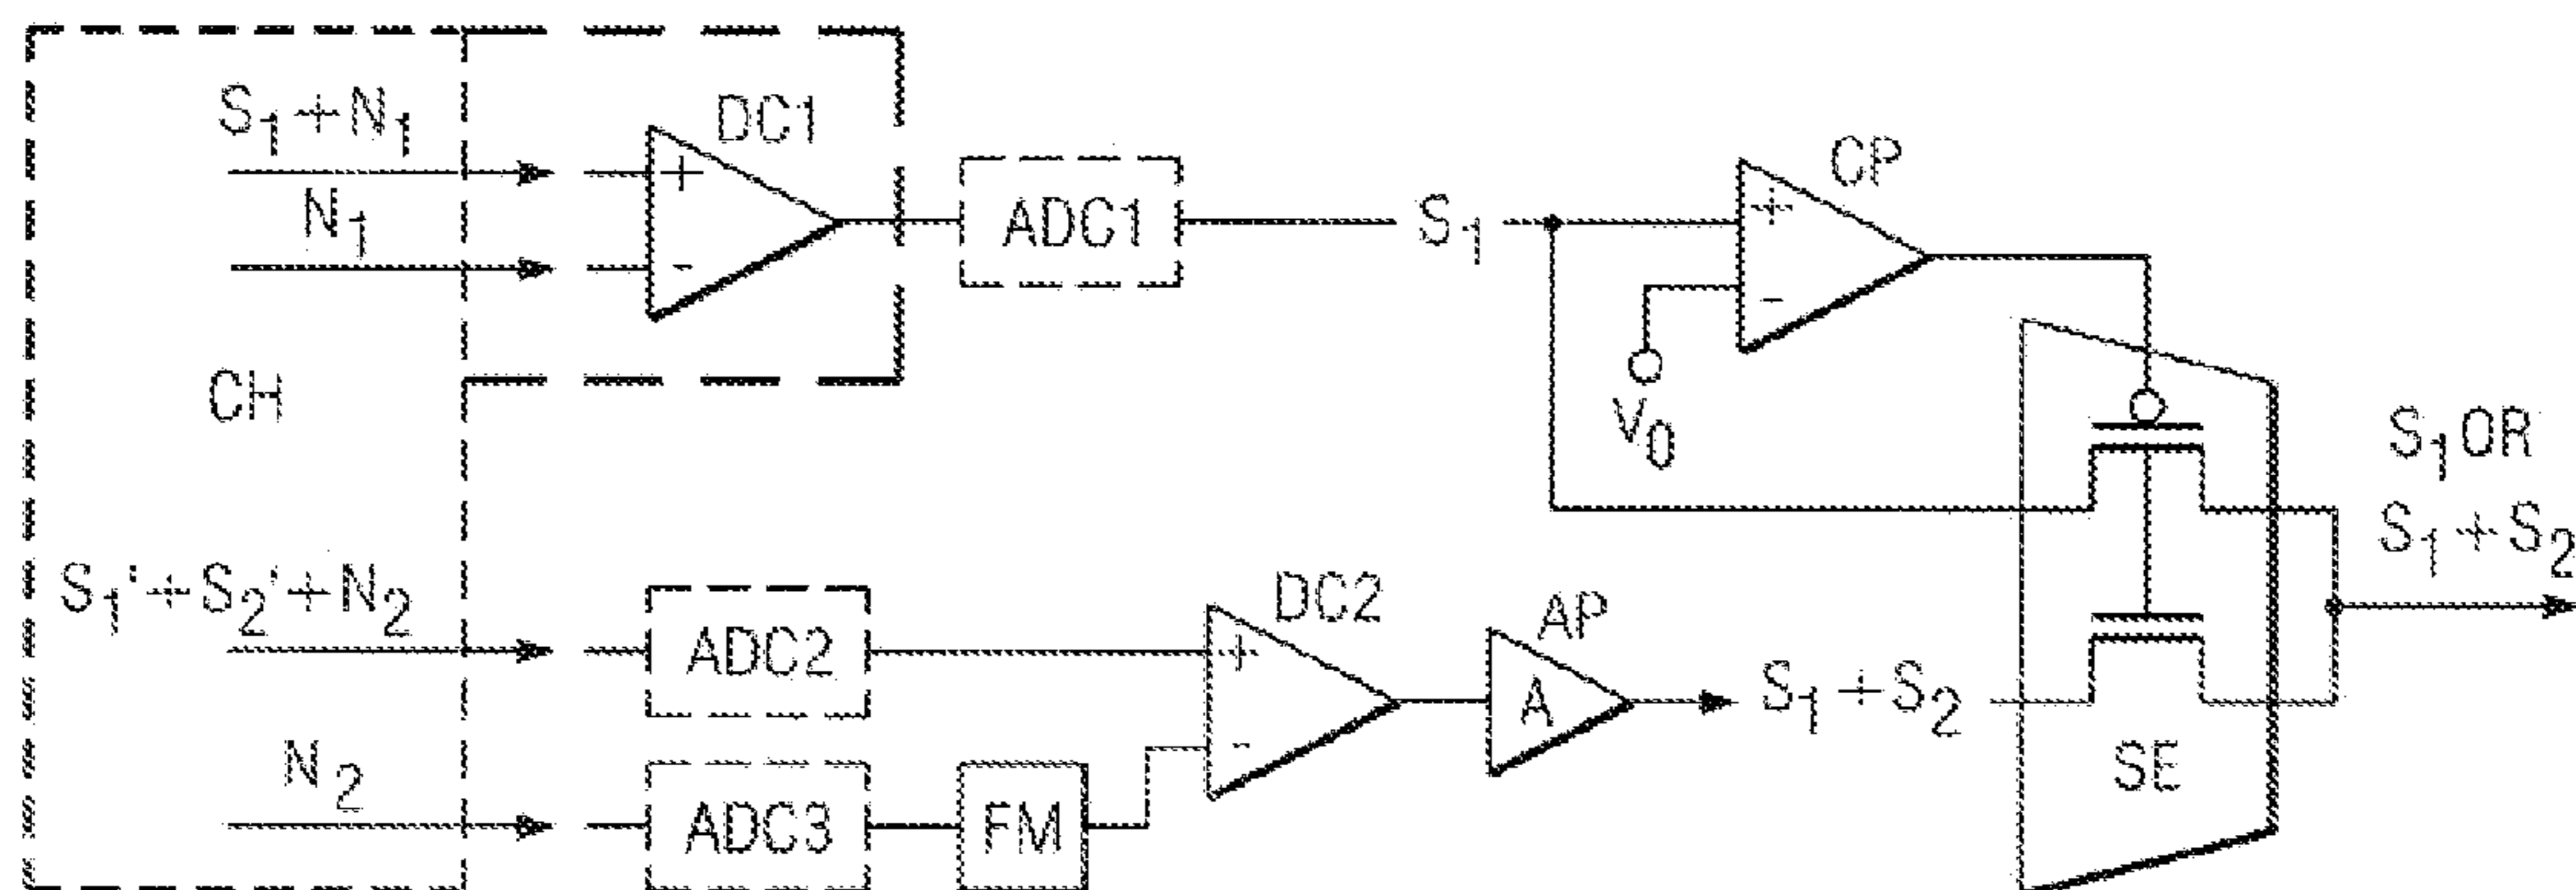 S₁+N₁
DC1
+
N₁
-
ADC1
S₁
CP
+
-
V₀
CH
S₁OR
S₁+S₂
S₁'+S₂'+N₂
ADC2
DC2
+
-
AP
A
S₁+S₂
SE
N₂
ADC3
FM